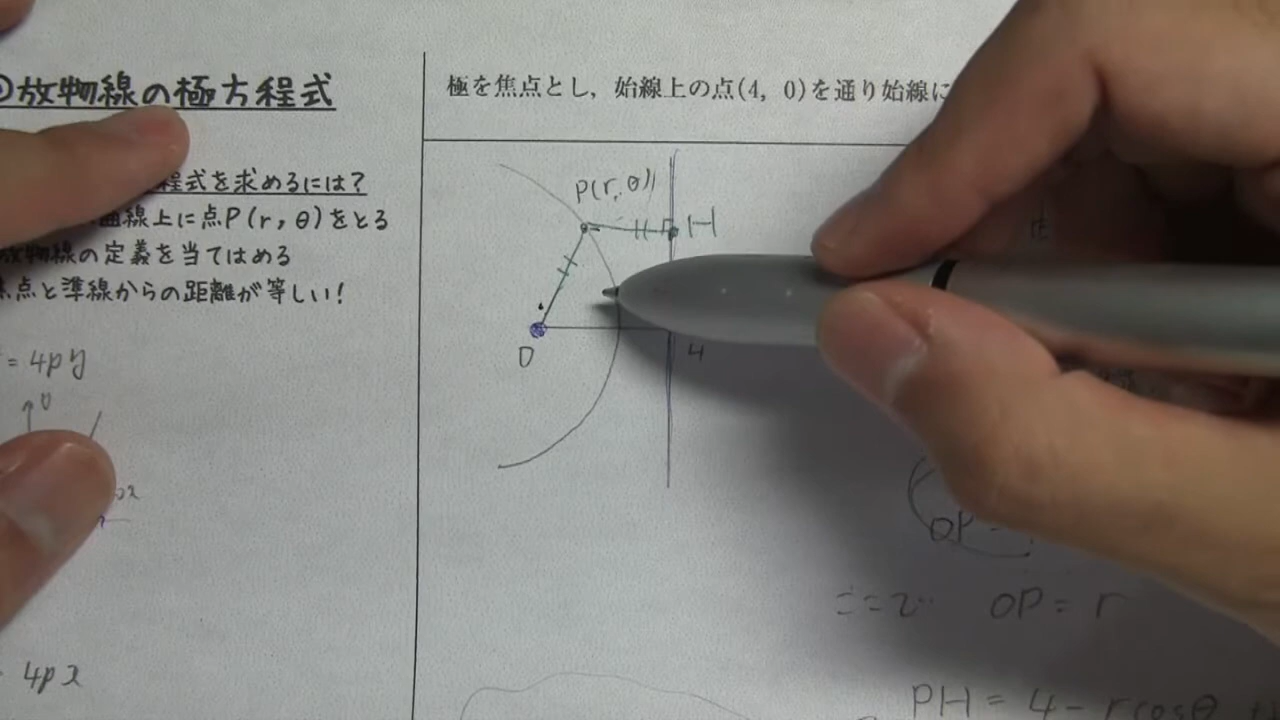 放物線の極方程式
程式を求めるには?
曲線上に点P(r,θ)をとる
放物線の定義を当てはめる
焦点と準線からの距離が等しい!
= 4py
0
= 4px
極を焦点とし，始線上の点(4, 0)を通り始線に
P(r,θ)
H
0
4
OP =
ここで OP = r
PH = 4 - rcosθ